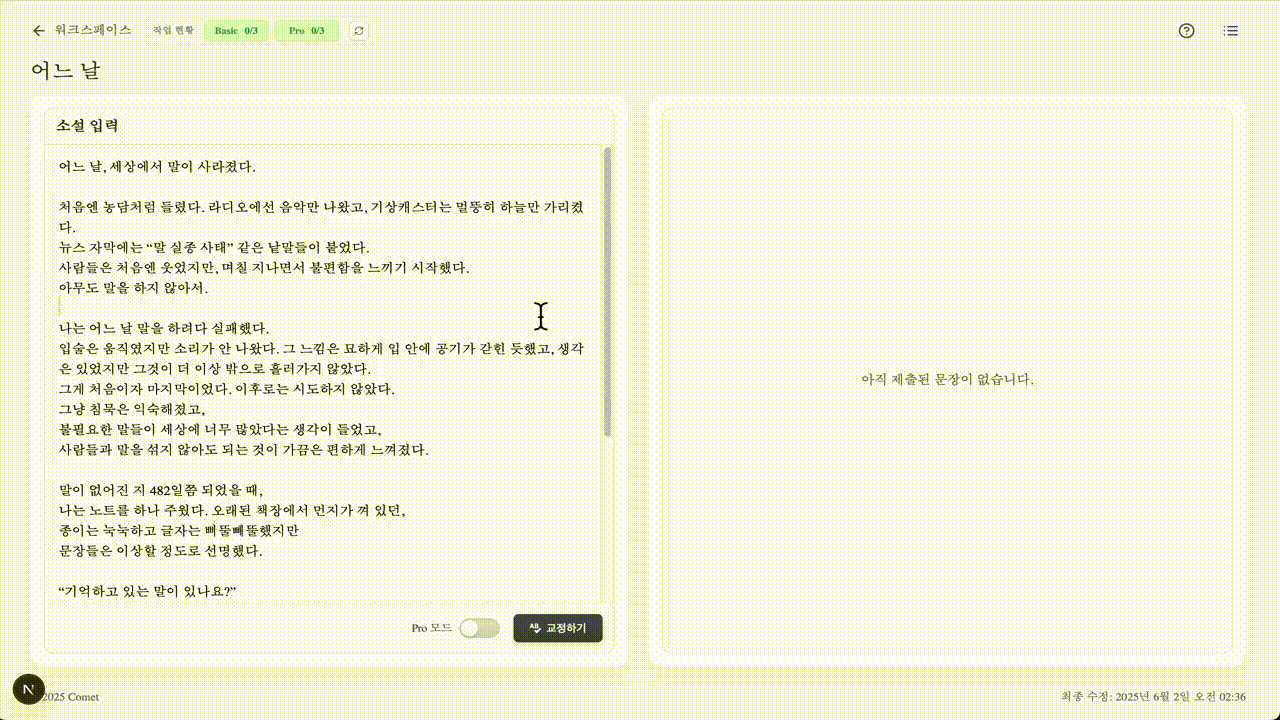 워크스페이스 작업 현황 Basic 0/3 Pro 0/3
어느 날
소설 입력
어느 날, 세상에서 말이 사라졌다.
처음엔 농담처럼 들렸다. 라디오에선 음악만 나왔고, 기상캐스터는 멀뚱히 하늘만 가리켰
다.
뉴스 자막에는 “말 실종 사태” 같은 낱말들이 붙었다.
사람들은 처음엔 웃었지만, 며칠 지나면서 불편함을 느끼기 시작했다.
아무도 말을 하지 않아서.
나는 어느 날 말을 하려다 실패했다.
입술은 움직였지만 소리가 안 나왔다. 그 느낌은 묘하게 입 안에 공기가 갇힌 듯했고, 생각
은 있었지만 그것이 더 이상 밖으로 흘러가지 않았다.
그게 처음이자 마지막이었다. 이후로는 시도하지 않았다.
그냥 침묵은 익숙해졌고,
불필요한 말들이 세상에 너무 많았다는 생각이 들었고,
사람들과 말을 섞지 않아도 되는 것이 가끔은 편하게 느껴졌다.
말이 없어진 지 482일쯤 되었을 때,
나는 노트를 하나 주웠다. 오래된 책장에서 먼지가 껴 있던,
종이는 눅눅하고 글자는 삐뚤빼뚤했지만
문장들은 이상할 정도로 선명했다.
“기억하고 있는 말이 있나요?”
Pro 모드 교정하기
아직 제출된 문장이 없습니다.
N
2025 Comet
최종 수정: 2025년 6월 2일 오전 02:36